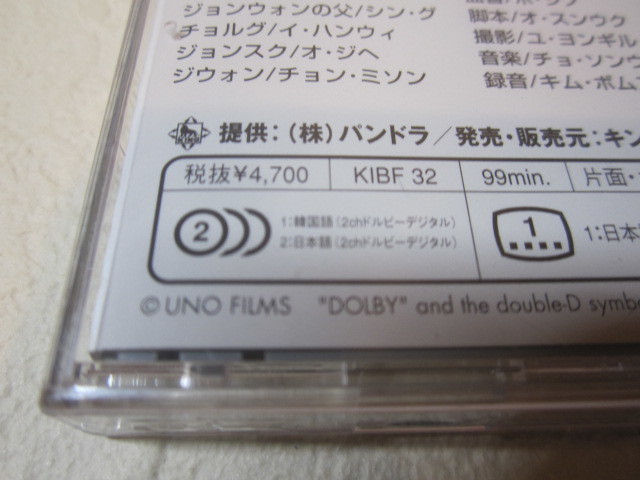 ジョンウォンの父/シン・グ
チョルグ/イ・ハンウィ
ジョンスク/オ・ジヘ
ジウォン/チョン・ミソン
脚本/オ・スンウク
撮影/ユ・ヨンギル
音楽/チョ・ソンウ
録音/キム・ボム
提供:(株)パンドラ/発売・販売元:キン
税抜¥4,700
KIBF 32
99min.
片面・
2
1:韓国語(2chドルビーデジタル)
2:日本語(2chドルビーデジタル)
1
1:日本
© UNO FILMS "DOLBY" and the double-D symbo